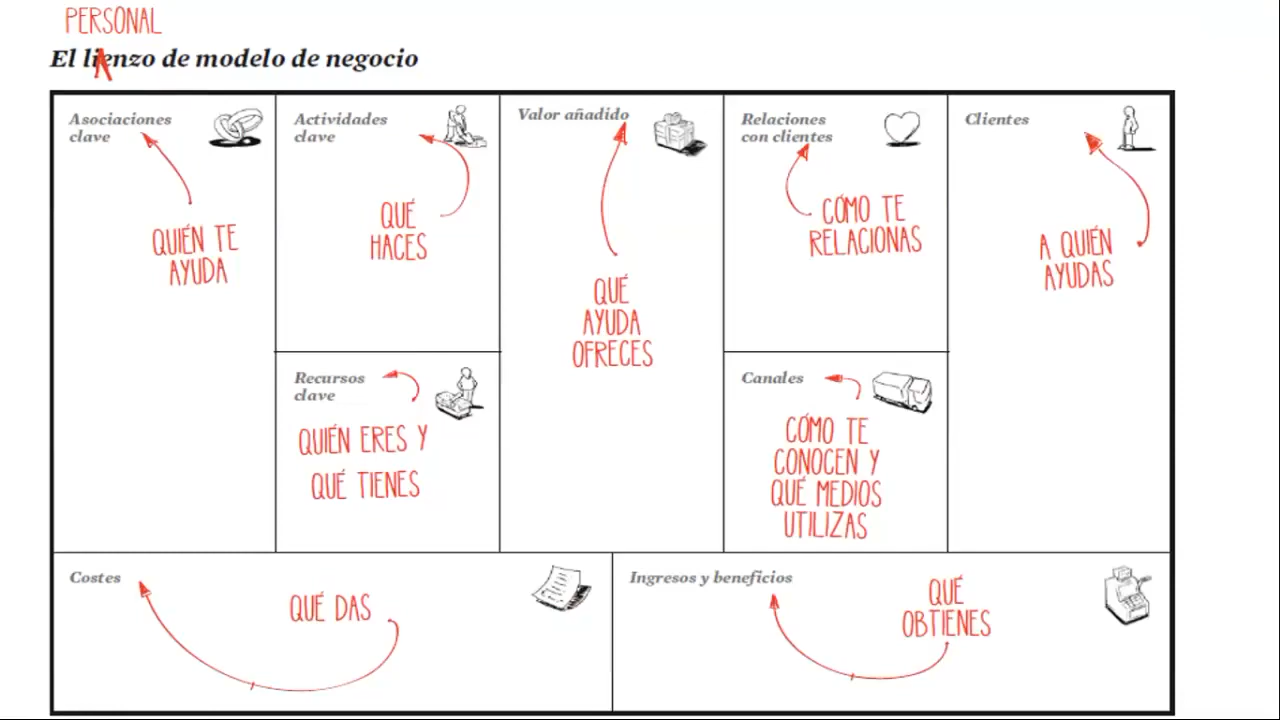 PERSONAL
El lienzo de modelo de negocio
Asociaciones
clave
QUIÉN TE
AYUDA
Actividades
clave
QUÉ
HACES
Recursos
clave
QUIÉN ERES Y
QUÉ TIENES
Valor añadido
QUÉ
AYUDA
OFRECES
Relaciones
con clientes
CÓMO TE
RELACIONAS
Canales
CÓMO TE
CONOCEN Y
QUÉ MEDIOS
UTILIZAS
Clientes
A QUIÉN
AYUDAS
Costes
QUÉ DAS
Ingresos y beneficios
QUÉ
OBTIENES